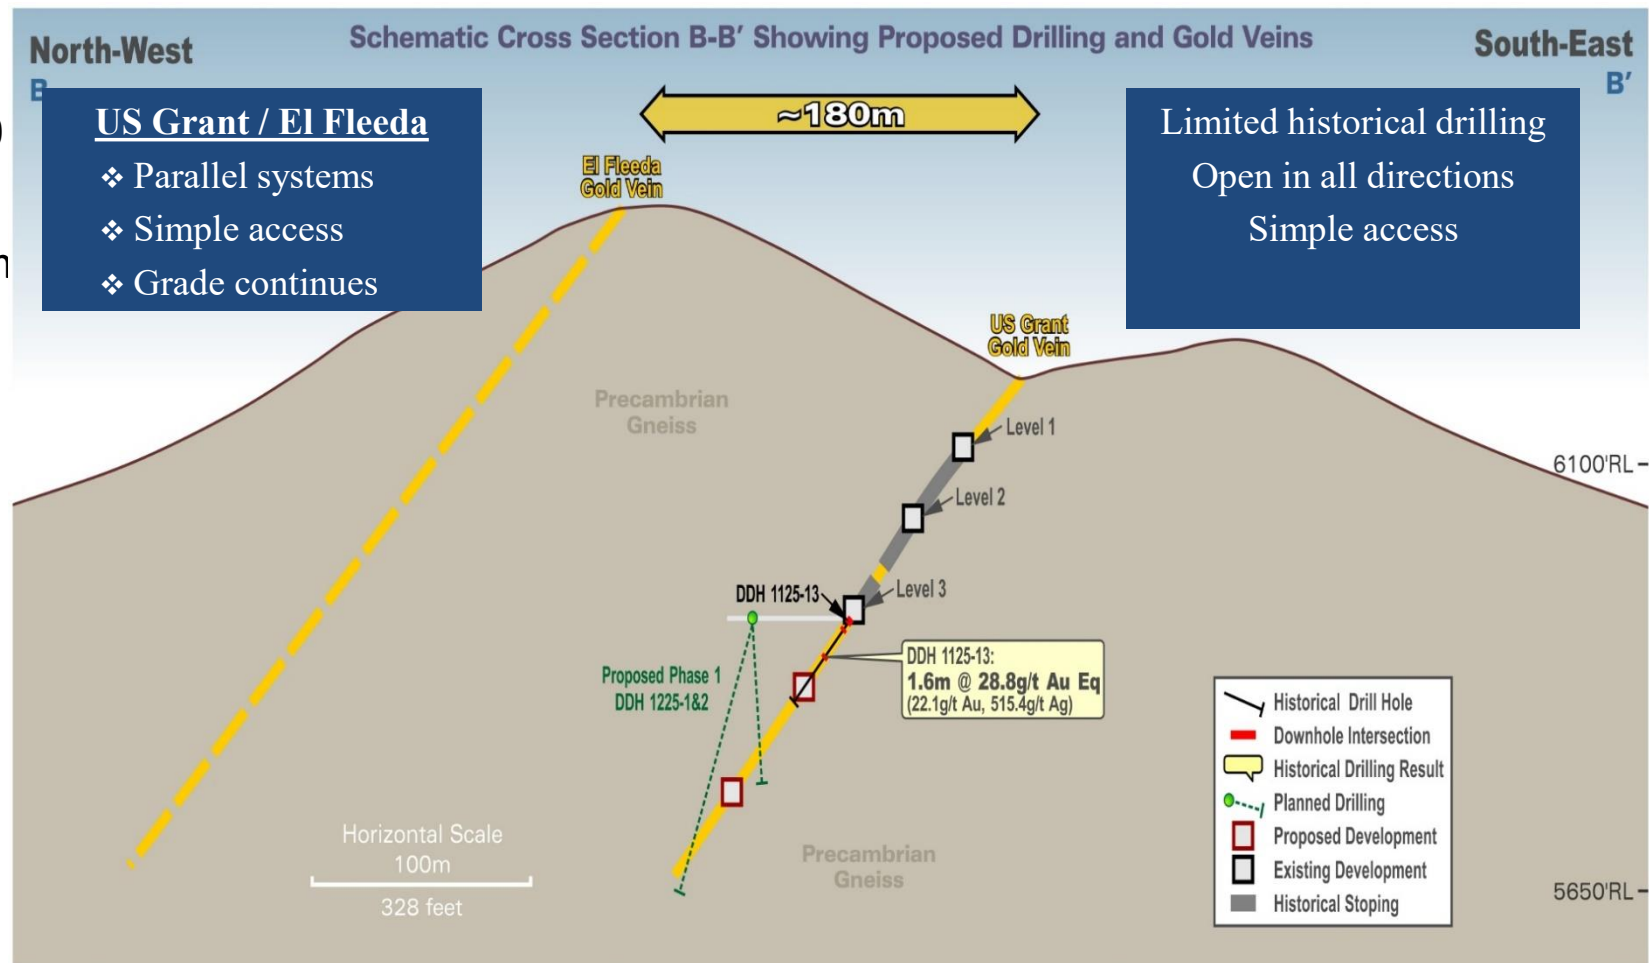 Schematic Cross Section B-B’ Showing Proposed Drilling and Gold Veins
North-West
B
South-East
B’
US Grant / El Fleeda
❖ Parallel systems
❖ Simple access
❖ Grade continues
~180m
Limited historical drilling
Open in all directions
Simple access
El Fleeda
Gold Vein
US Grant
Gold Vein
Precambrian
Gneiss
Level 1
6100'RL
Level 2
Level 3
DDH 1125-13
Proposed Phase 1
DDH 1225-1&2
DDH 1125-13:
1.6m @ 28.8g/t Au Eq
(22.1g/t Au, 515.4g/t Ag)
Historical Drill Hole
Downhole Intersection
Historical Drilling Result
Planned Drilling
Proposed Development
Existing Development
Historical Stoping
Horizontal Scale
100m
328 feet
Precambrian
Gneiss
5650'RL